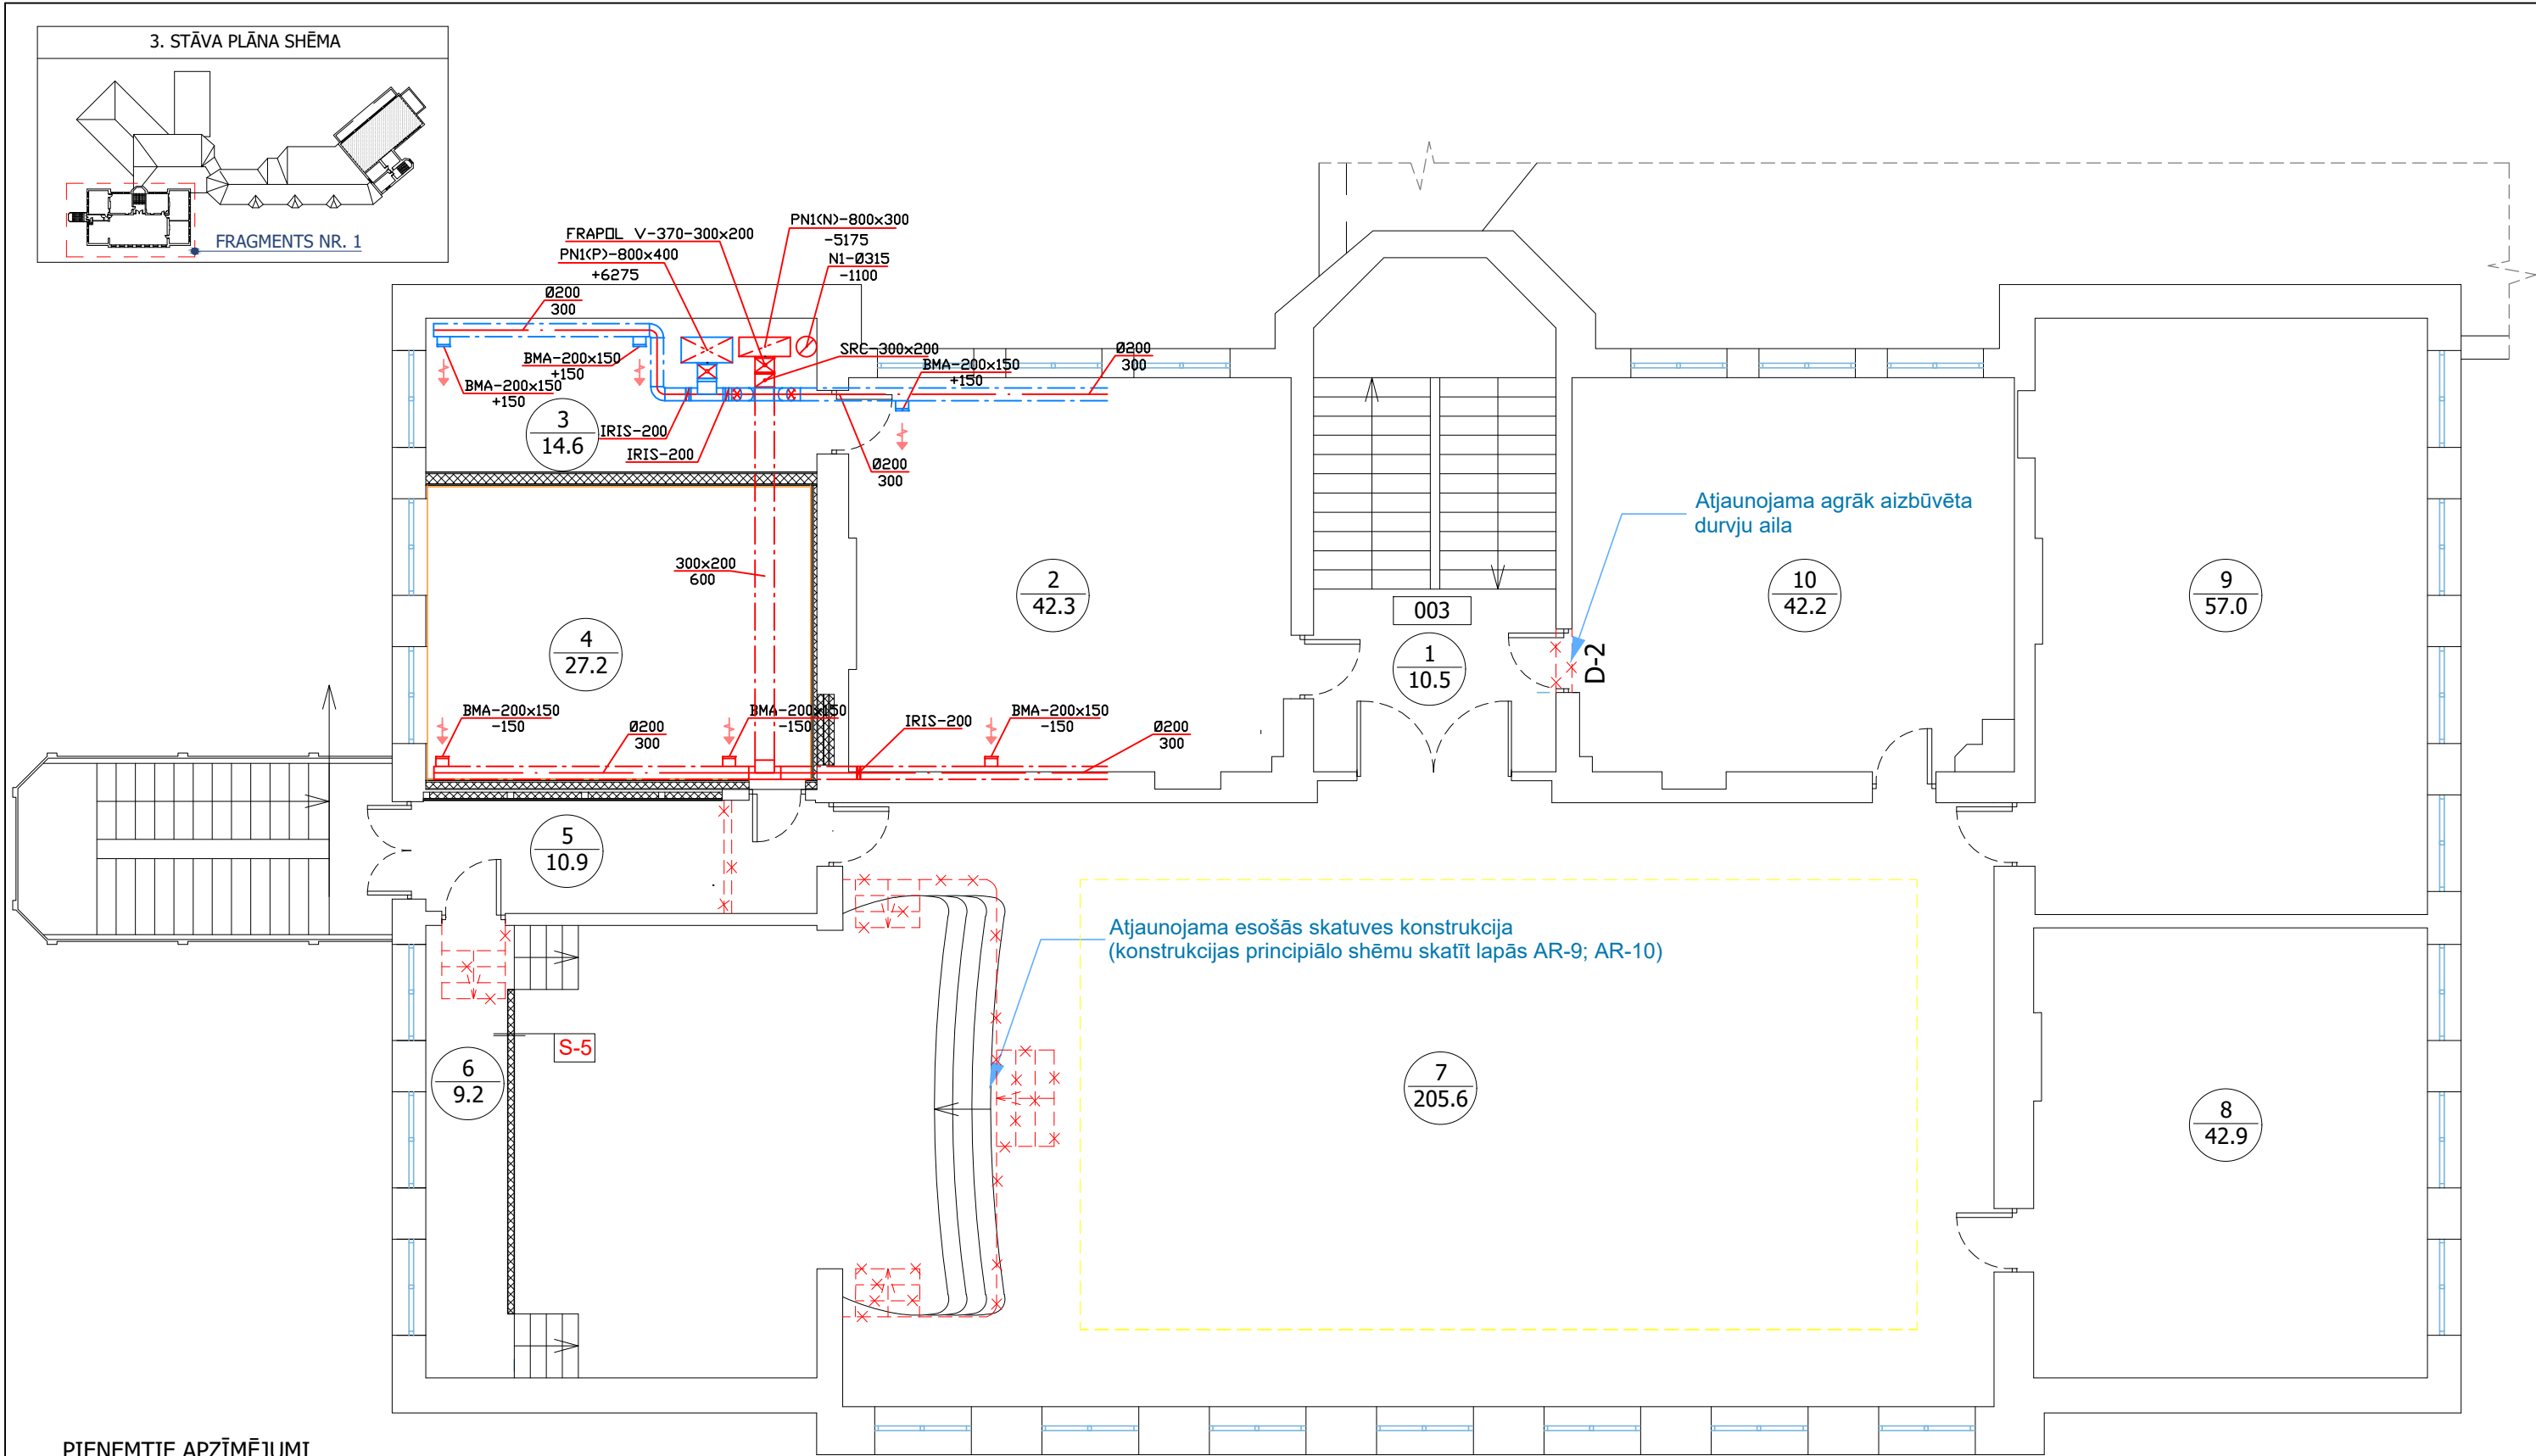 3. STĀVA PLĀNA SHĒMA
FRAGMENTS NR. 1
FRAPOL V-370-300x200
PN1(P)-800x400
+6275
PN1(N)-800x300
-5175
N1-Ø315
-1100
Ø200
300
BMA-200x150
+150
BMA-200x150
+150
SRC-300x200
BMA-200x150
+150
Ø200
300
3
14.6
IRIS-200
IRIS-200
Ø200
300
Atjaunojama agrāk aizbūvēta
durvju aila
300x200
600
2
42.3
003
10
42.2
9
57.0
4
27.2
1
10.5
D-2
BMA-200x150
-150
Ø200
300
BMA-200x150
-150
IRIS-200
BMA-200x150
-150
Ø200
300
5
10.9
Atjaunojama esošās skatuves konstrukcija
(konstrukcijas principiālo shēmu skatīt lapās AR-9; AR-10)
S-5
6
9.2
7
205.6
8
42.9
PIEŅEMTIE APZĪMĒJUMI